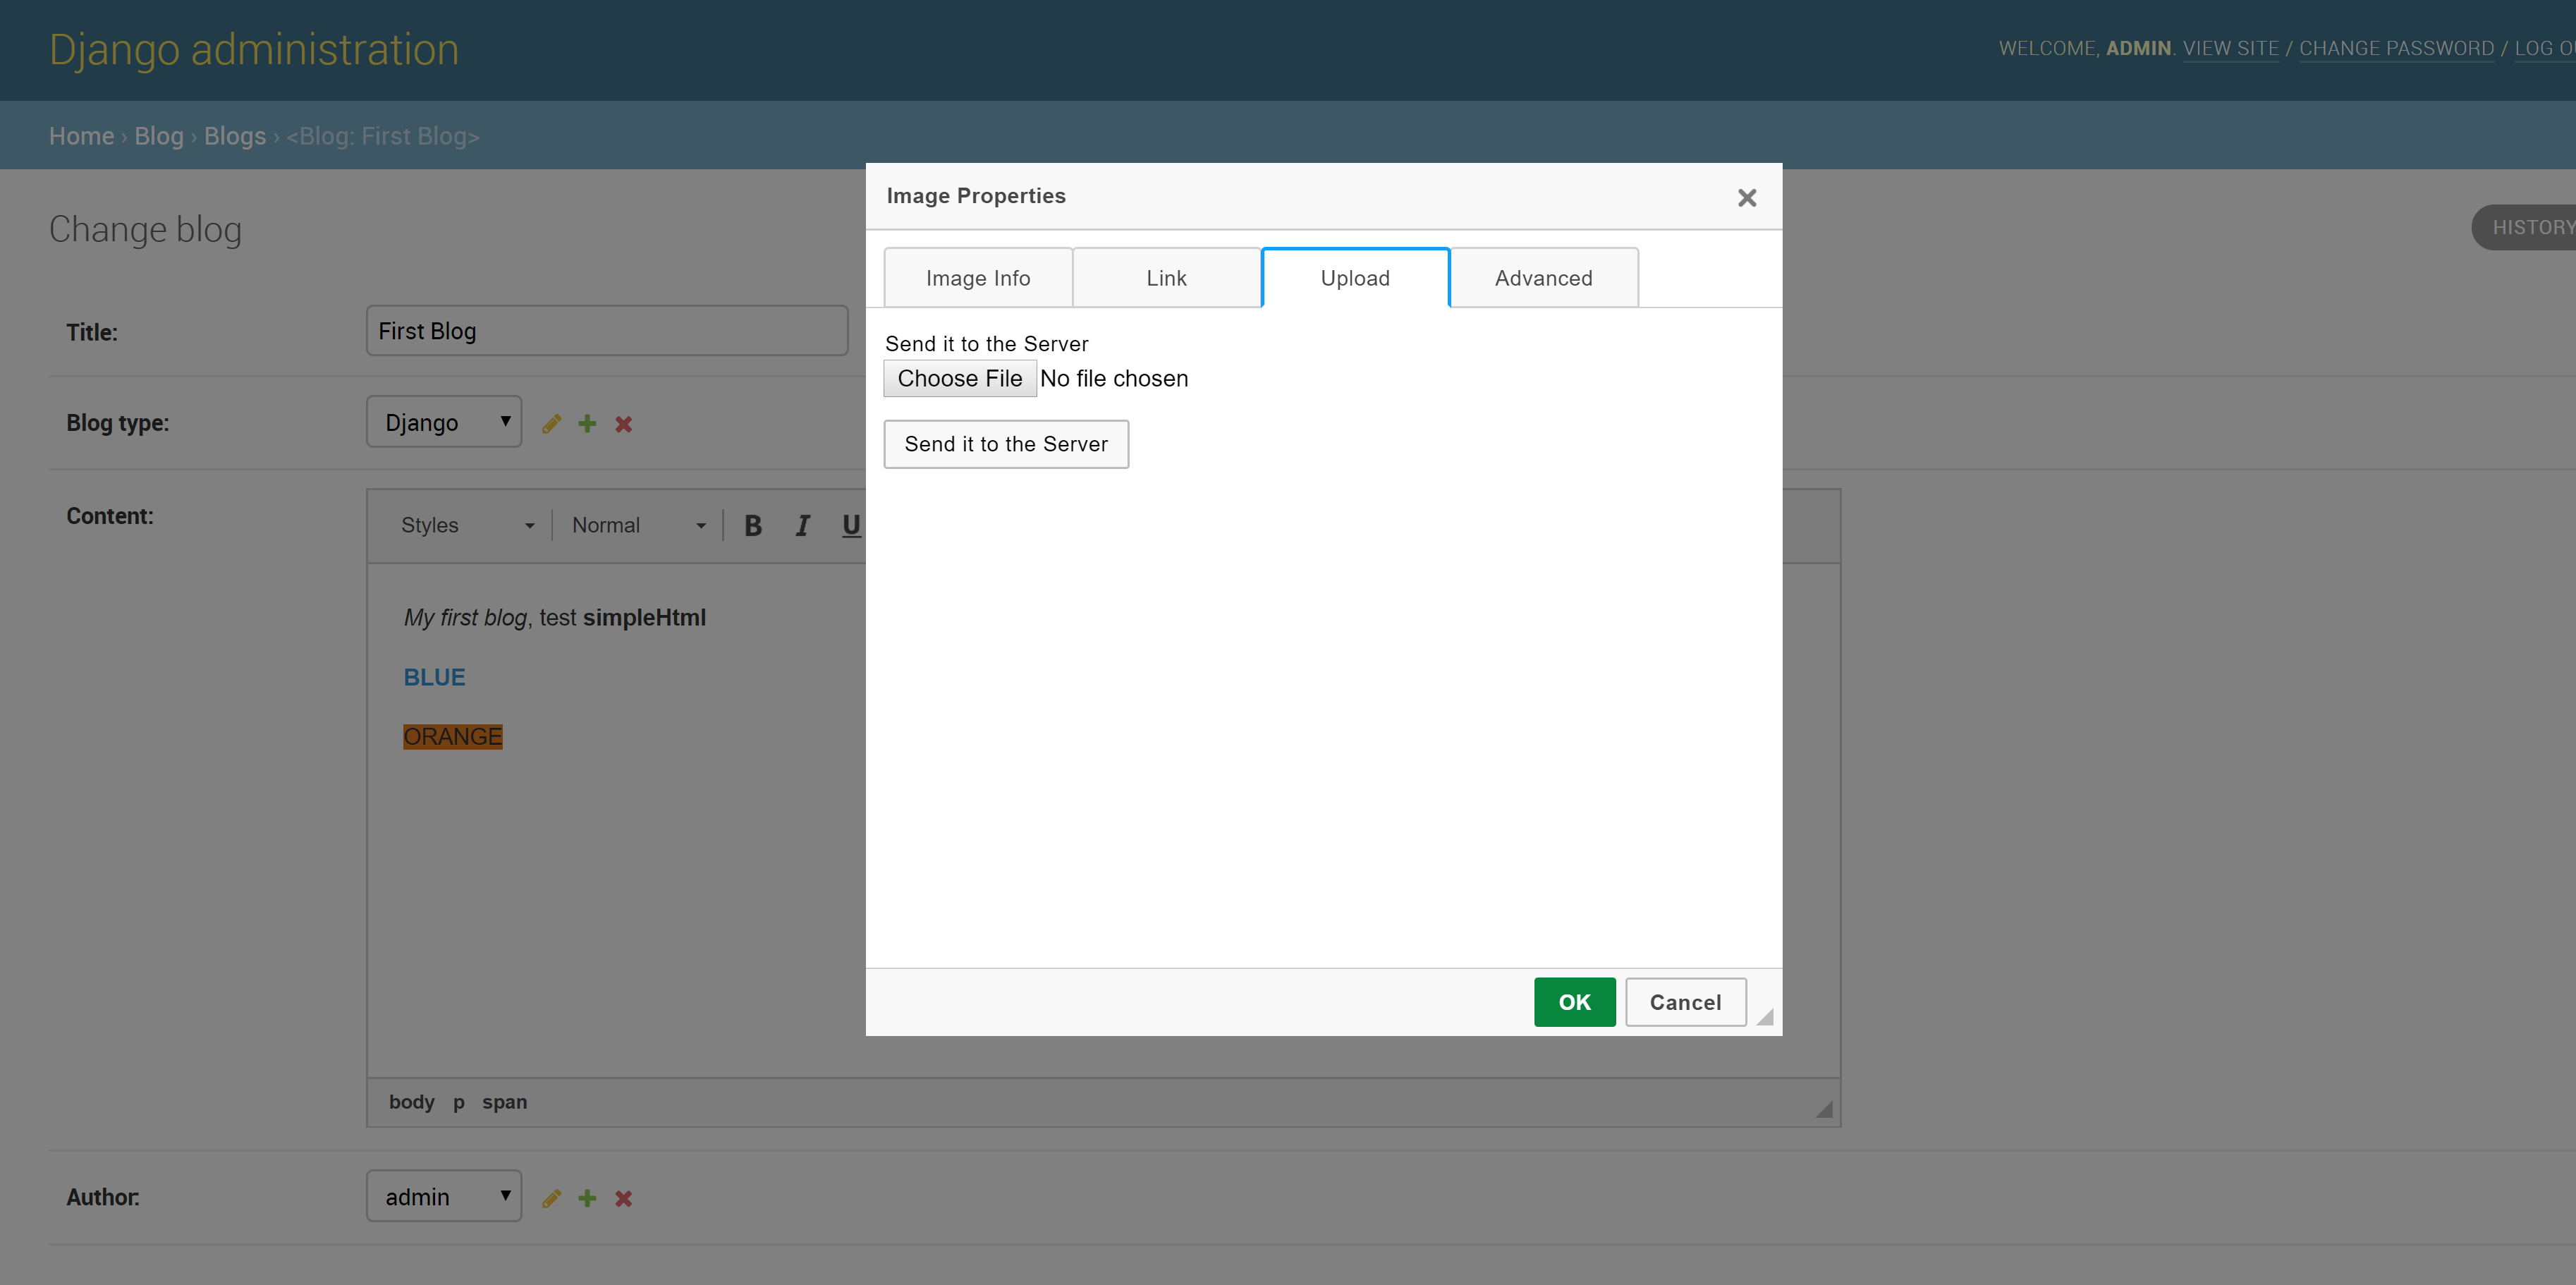 Django administration
WELCOME, ADMIN. VIEW SITE / CHANGE PASSWORD / LOG
Home › Blog › Blogs › <Blog: First Blog>
Image Properties
Change blog
HISTORY
Image Info Link Upload Advanced
Title: First Blog
Send it to the Server
Choose File No file chosen
Blog type: Django
Send it to the Server
Content:
Styles Normal B I U
My first blog, test simpleHtml
BLUE
ORANGE
OK Cancel
body p span
Author: admin